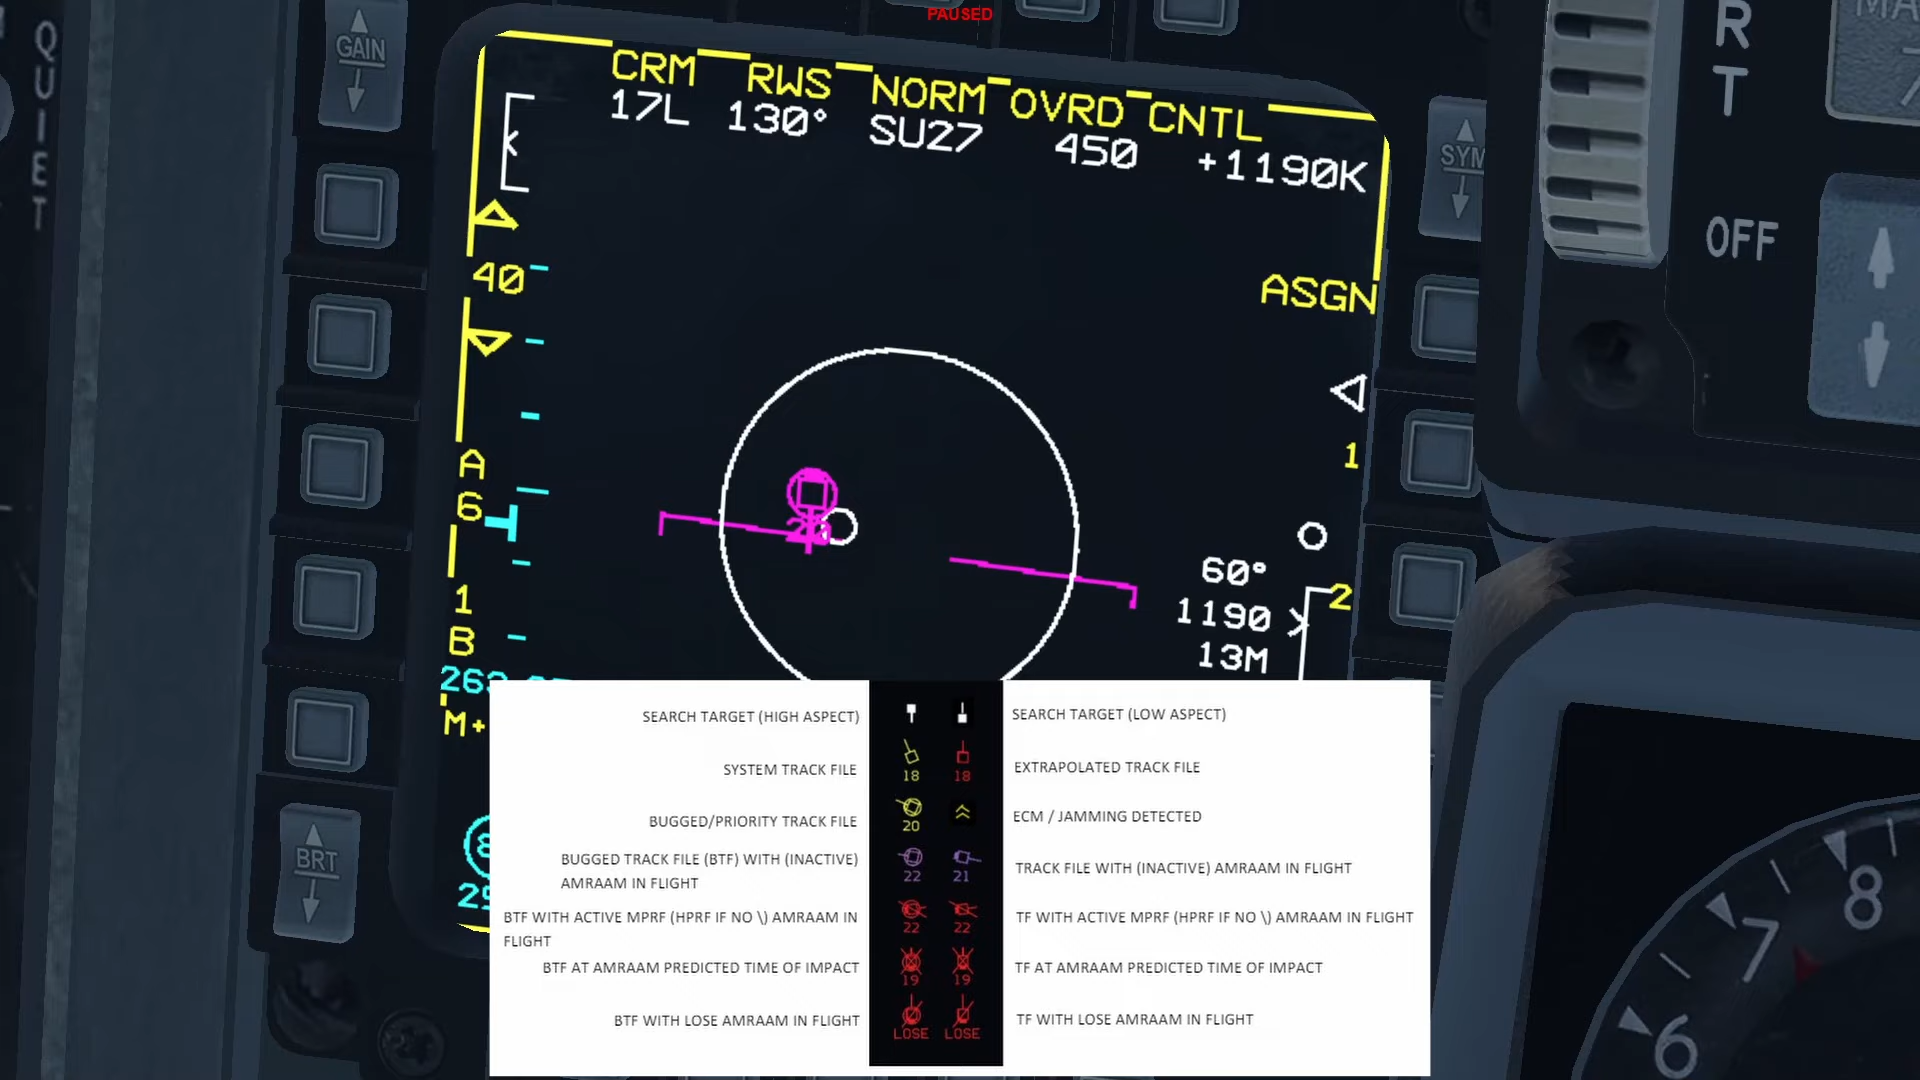 PAUSED
QUIET
GAIN
CRM RWS NORM OVRD CNTL
17L 130° SU27 450 +1190K
SYM
R
T
OFF
40
ASGN
1
A
6
60°
1190
13M
2
1
B
M+
BRT
SEARCH TARGET (HIGH ASPECT)
SEARCH TARGET (LOW ASPECT)
SYSTEM TRACK FILE
18
18
EXTRAPOLATED TRACK FILE
BUGGED/PRIORITY TRACK FILE
20
ECM / JAMMING DETECTED
BUGGED TRACK FILE (BTF) WITH (INACTIVE)
AMRAAM IN FLIGHT
22
21
TRACK FILE WITH (INACTIVE) AMRAAM IN FLIGHT
BTF WITH ACTIVE MPRF (HPRF IF NO \) AMRAAM IN
FLIGHT
22
22
TF WITH ACTIVE MPRF (HPRF IF NO \) AMRAAM IN FLIGHT
BTF AT AMRAAM PREDICTED TIME OF IMPACT
19
19
TF AT AMRAAM PREDICTED TIME OF IMPACT
BTF WITH LOSE AMRAAM IN FLIGHT
LOSE
LOSE
TF WITH LOSE AMRAAM IN FLIGHT
8
7
6